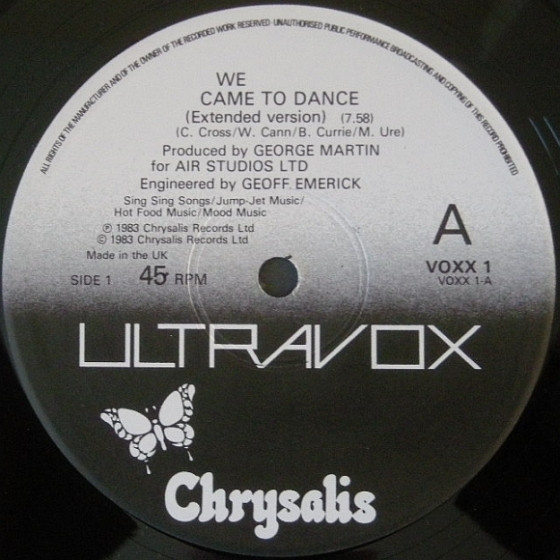 ALL RIGHTS OF THE MANUFACTURER AND OF THE OWNER OF THE RECORDED WORK RESERVED · UNAUTHORISED PUBLIC PERFORMANCE BROADCASTING AND COPYING OF THIS RECORD PROHIBITED
WE
CAME TO DANCE
(Extended version) (7.58)
(C. Cross/W. Cann/B. Currie/M. Ure)
Produced by GEORGE MARTIN
for AIR STUDIOS LTD
Engineered by GEOFF. EMERICK
Sing Sing Songs/Jump-Jet Music/
Hot Food Music/Mood Music
℗ 1983 Chrysalis Records Ltd
© 1983 Chrysalis Records Ltd
Made in the UK
SIDE 1 45 RPM
A
VOXX 1
VOXX 1-A
ULTRAVOX
Chrysalis